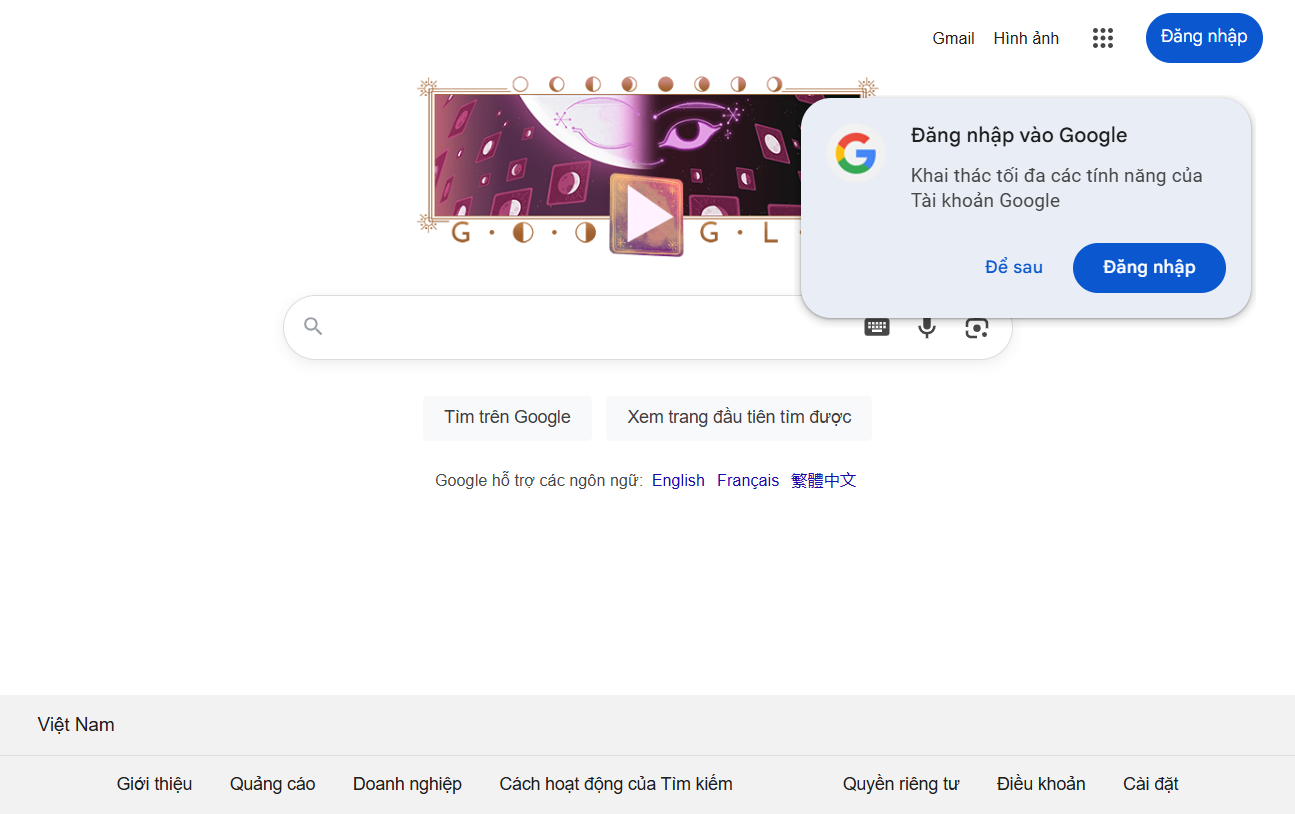 Gmail Hình ảnh Đăng nhập
Đăng nhập vào Google
Khai thác tối đa các tính năng của
Tài khoản Google
Để sau Đăng nhập
G · · G · L ·
Tìm trên Google Xem trang đầu tiên tìm được
Google hỗ trợ các ngôn ngữ: English Français 繁體中文
Việt Nam
Giới thiệu Quảng cáo Doanh nghiệp Cách hoạt động của Tìm kiếm Quyền riêng tư Điều khoản Cài đặt